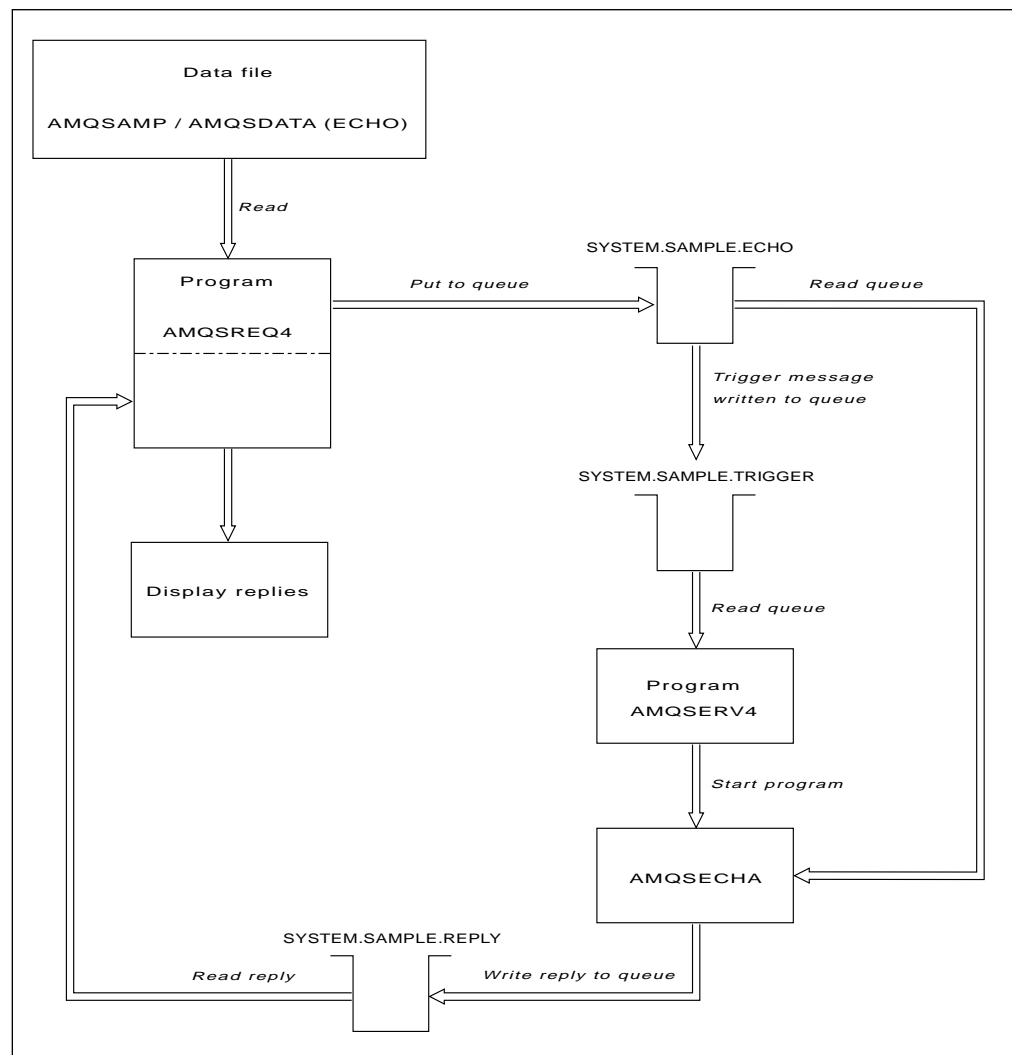 Data file
AMQSAMP / AMQSDATA (ECHO)
Read
SYSTEM.SAMPLE.ECHO
Program
AMQSREQ4
Put to queue
Read queue
Trigger message
written to queue
SYSTEM.SAMPLE.TRIGGER
Display replies
Read queue
Program
AMQSERV4
Start program
AMQSECHA
SYSTEM.SAMPLE.REPLY
Read reply
Write reply to queue